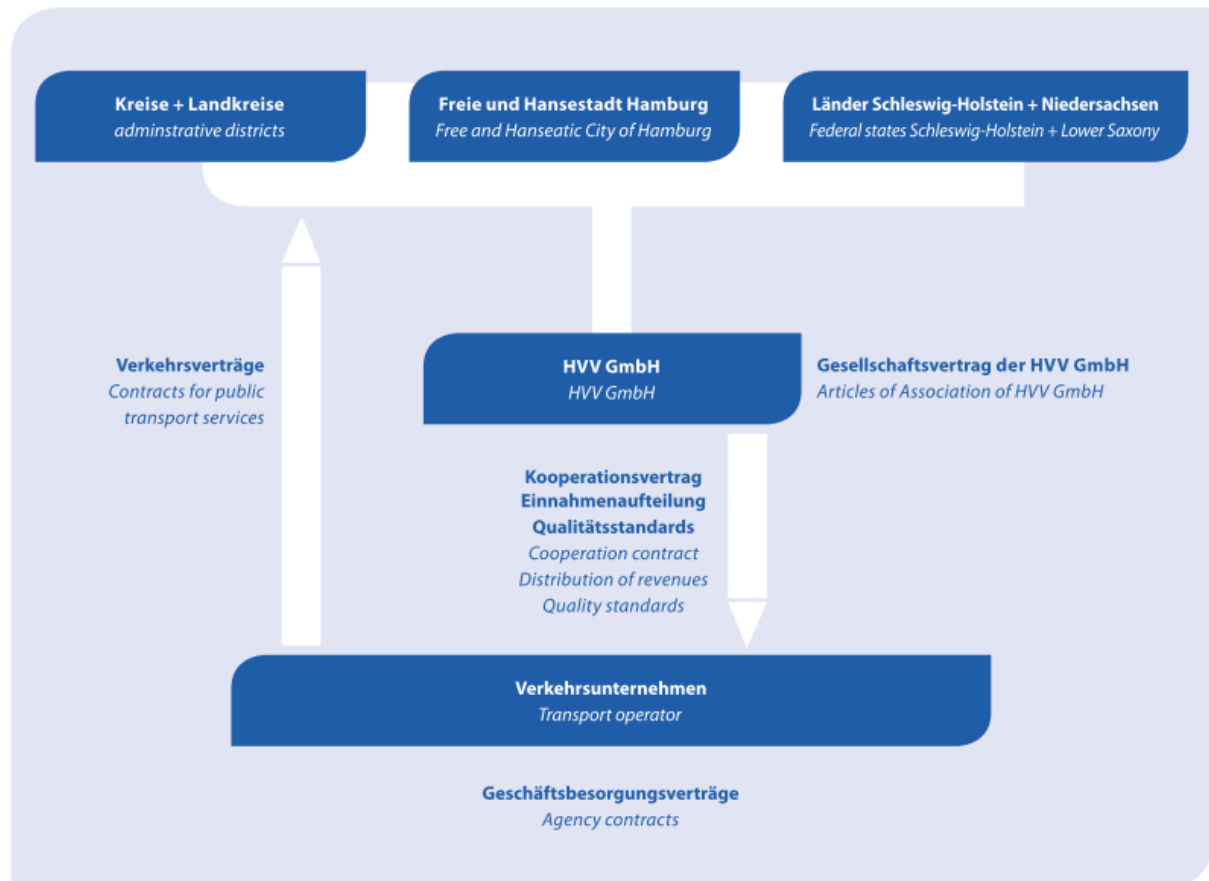 Kreise + Landkreise
adminstrative districts
Freie und Hansestadt Hamburg
Free and Hanseatic City of Hamburg
Länder Schleswig-Holstein + Niedersachsen
Federal states Schleswig-Holstein + Lower Saxony
Verkehrsverträge
Contracts for public
transport services
HVV GmbH
HVV GmbH
Gesellschaftsvertrag der HVV GmbH
Articles of Association of HVV GmbH
Kooperationsvertrag
Einnahmenaufteilung
Qualitätsstandards
Cooperation contract
Distribution of revenues
Quality standards
Verkehrsunternehmen
Transport operator
Geschäftsbesorgungsverträge
Agency contracts